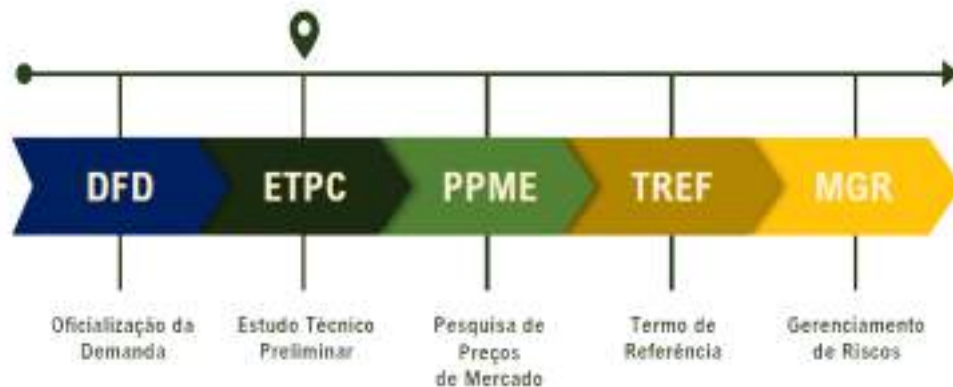 DFD
ETPC
PPME
TREF
MGR
Oficialização da
Demanda
Estudo Técnico
Preliminar
Pesquisa de
Preços
de Mercado
Termo de
Referência
Gerenciamento
de Riscos